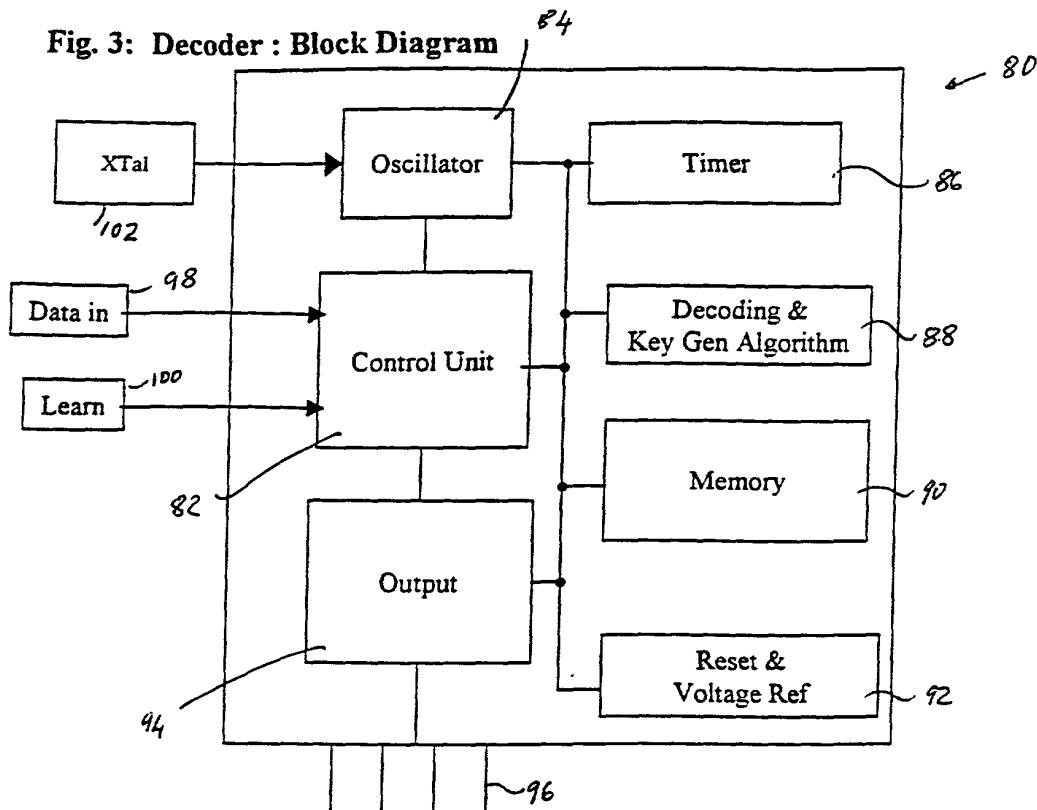 84
Fig. 3: Decoder : Block Diagram
80
XTal
102
Oscillator
Timer
86
98
Data in
100
Learn
Control Unit
82
Decoding &
Key Gen Algorithm
88
Memory
90
Output
94
Reset &
Voltage Ref
92
96